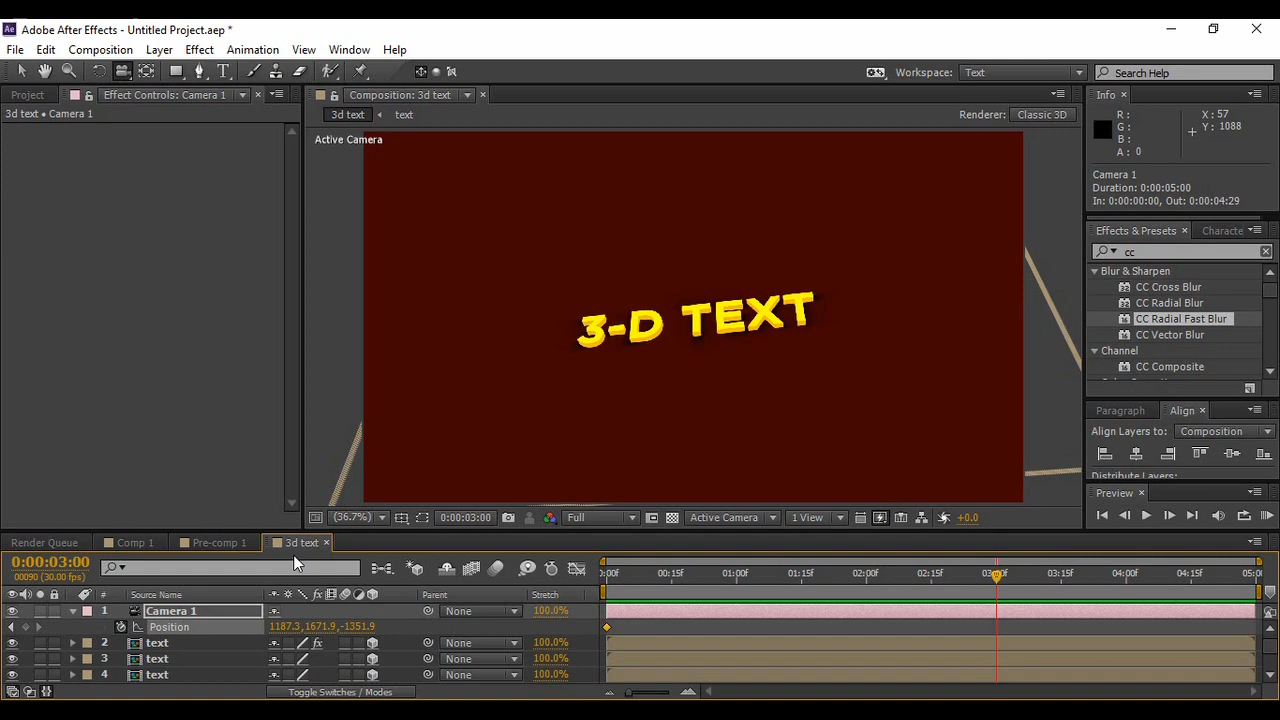 Adobe After Effects - Untitled Project.aep *
File Edit Composition Layer Effect Animation View Window Help
Workspace: Text Search Help
Project Effect Controls: Camera 1 Composition: 3d text Info
3d text • Camera 1
3d text text Renderer: Classic 3D
Active Camera
R: X: 57
G: Y: 1088
B:
A: 0
Camera 1
Duration: 0:00:05:00
In: 0:00:00:00, Out: 0:00:04:29
Effects & Presets Characte
cc
Blur & Sharpen
CC Cross Blur
CC Radial Blur
CC Radial Fast Blur
CC Vector Blur
Channel
CC Composite
3-D TEXT
Paragraph Align
Align Layers to: Composition
Distribute Layers:
Preview
(36.7%) 0:00:03:00 Full Active Camera 1 View +0.0
Render Queue Comp 1 Pre-comp 1 3d text
0:00:03:00
00090 (30.00 fps)
:00f 00:15f 01:00f 01:15f 02:00f 02:15f 03:00f 03:15f 04:00f 04:15f 05:0
# Source Name Parent Stretch
1 Camera 1 None 100.0%
Position 1187.3,1671.9,-1351.9
2 text None 100.0%
3 text None 100.0%
4 text None 100.0%
Toggle Switches / Modes